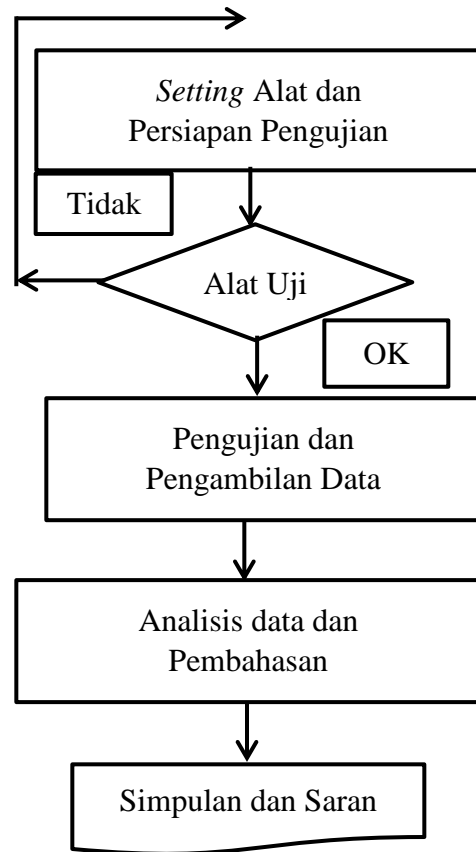 Setting Alat dan
Persiapan Pengujian
Tidak
Alat Uji
OK
Pengujian dan
Pengambilan Data
Analisis data dan
Pembahasan
Simpulan dan Saran